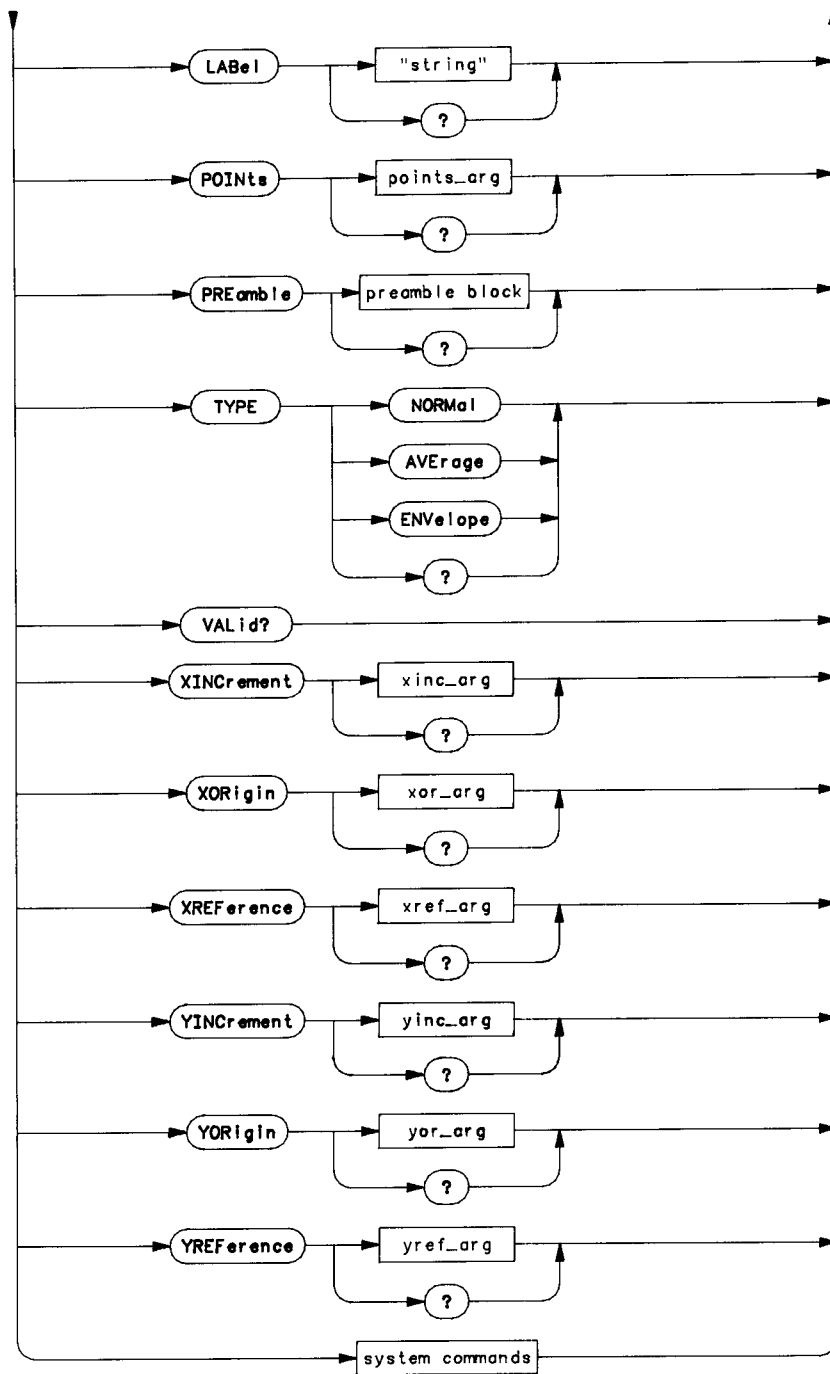 LABel "string"
?
POINts points_arg
?
PREamble preamble block
?
TYPE NORMal
AVErage
ENVelope
?
VALid?
XINCrement xinc_arg
?
XORigin xor_arg
?
XREFerence xref_arg
?
YINCrement yinc_arg
?
YORigin yor_arg
?
YREFerence yref_arg
?
system commands